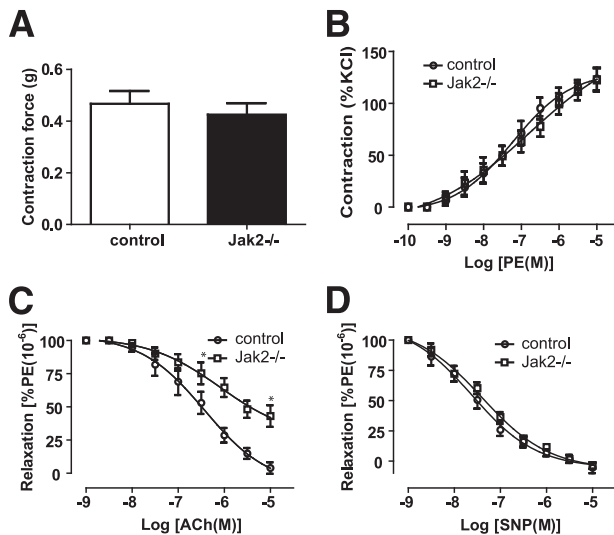 A
Contraction force (g)
0.6
0.4
0.2
0.0
control
Jak2-/-
B
Contraction (%KCl)
150
100
50
0
control
Jak2-/-
-10 -9 -8 -7 -6 -5
Log [PE(M)]
C
Relaxation [%PE(10⁻⁶)]
100
75
50
25
0
control
Jak2-/-
*
*
-9 -8 -7 -6 -5
Log [ACh(M)]
D
Relaxation [%PE(10⁻⁶)]
100
75
50
25
0
control
Jak2-/-
-9 -8 -7 -6 -5
Log [SNP(M)]